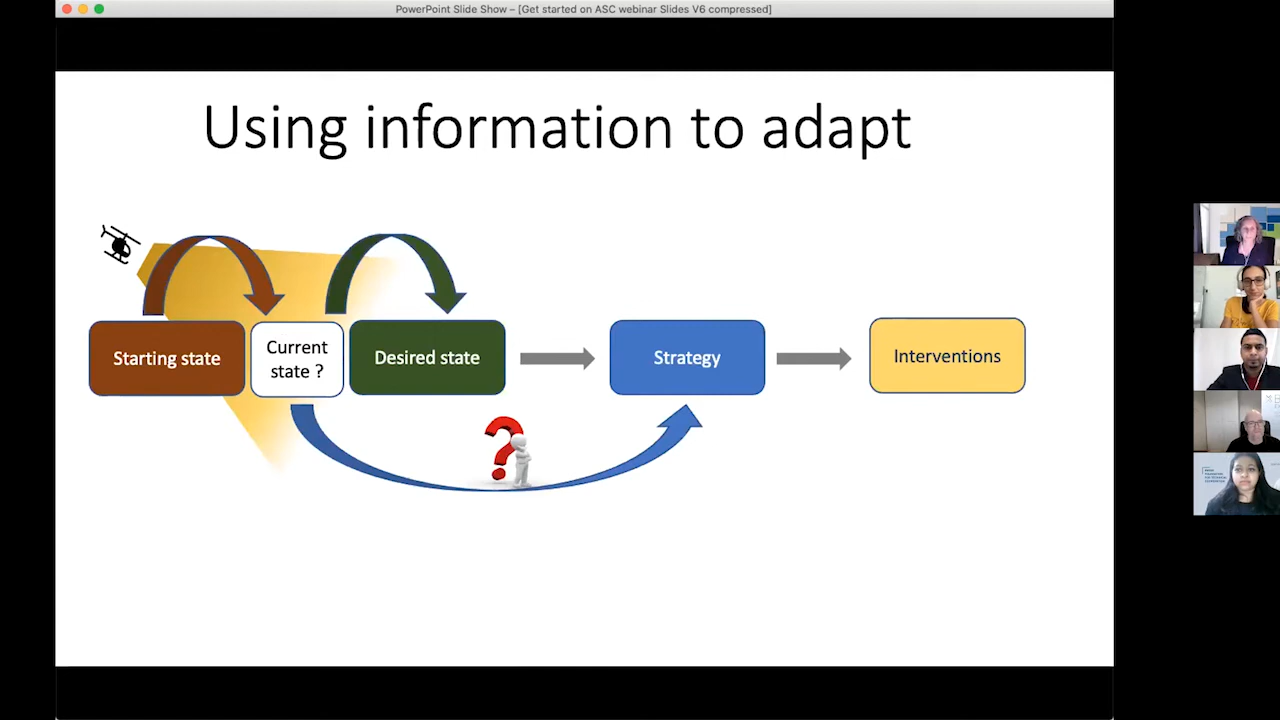 PowerPoint Slide Show – [Get started on ASC webinar Slides V6 compressed]
Using information to adapt
Starting state
Current
state ?
Desired state
Strategy
Interventions
?